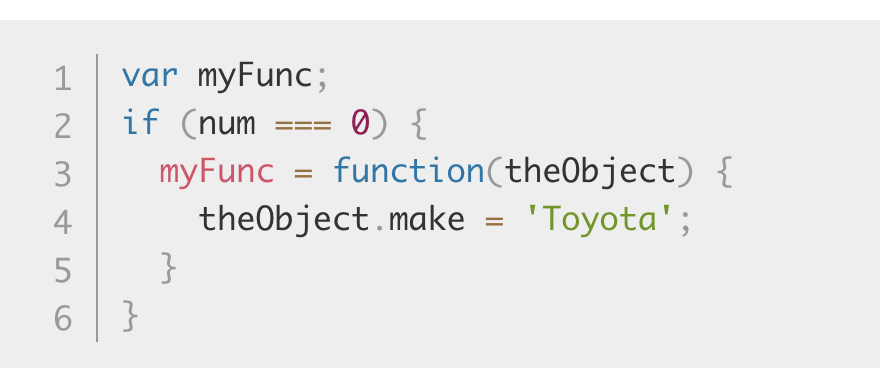 1 var myFunc;
2 if (num === 0) {
3   myFunc = function(theObject) {
4     theObject.make = 'Toyota';
5   }
6 }